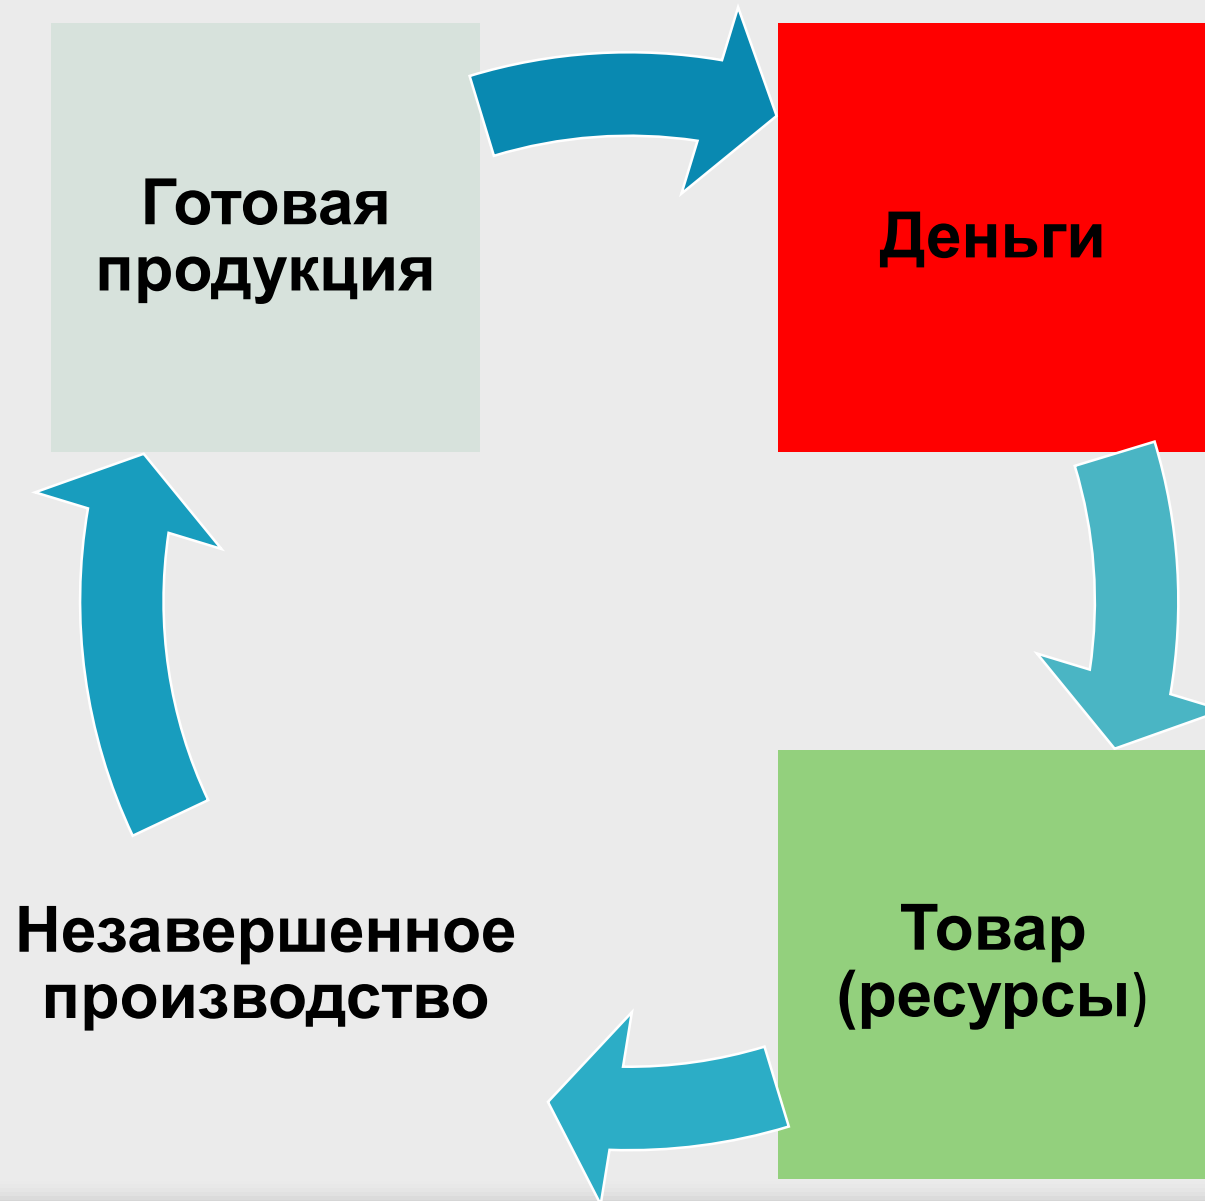 Готовая
продукция
Деньги
Незавершенное
производство
Товар
(ресурсы)